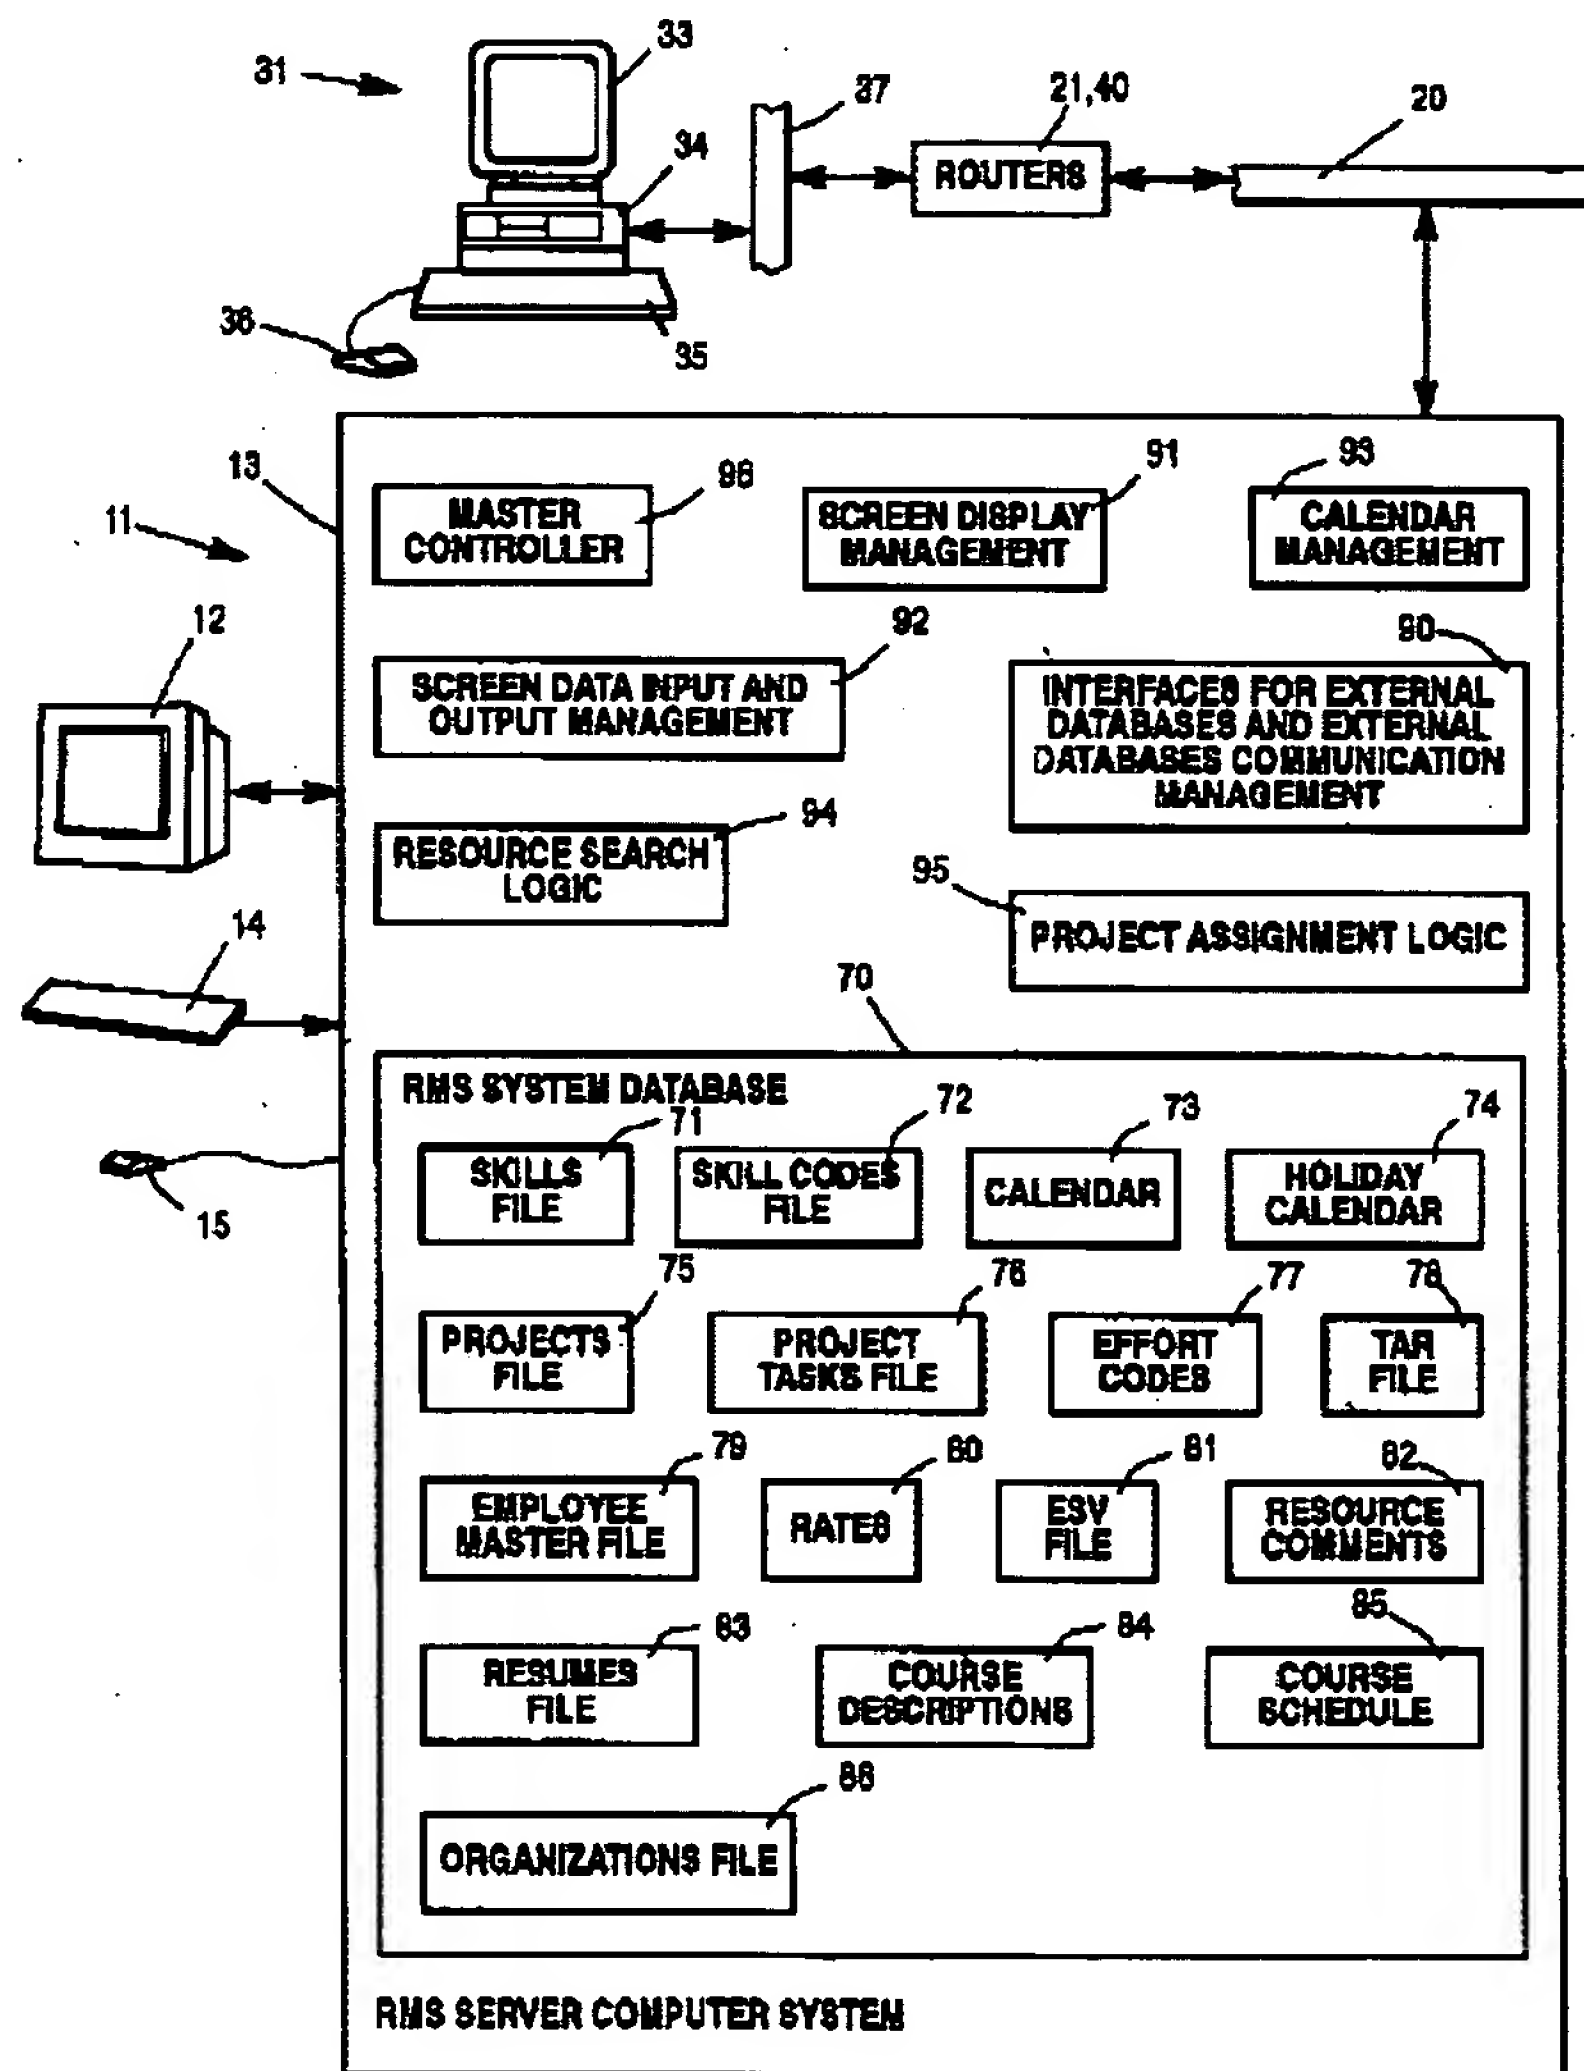 33
31
37
21,40
20
34
ROUTERS
36
35
13
96
91
93
MASTER
CONTROLLER
SCREEN DISPLAY
MANAGEMENT
CALENDAR
MANAGEMENT
11
12
92
90
SCREEN DATA INPUT AND
OUTPUT MANAGEMENT
INTERFACES FOR EXTERNAL
DATABASES AND EXTERNAL
DATABASES COMMUNICATION
MANAGEMENT
94
RESOURCE SEARCH
LOGIC
95
PROJECT ASSIGNMENT LOGIC
14
70
RMS SYSTEM DATABASE
71
72
73
74
SKILLS
FILE
SKILL CODES
FILE
CALENDAR
HOLIDAY
CALENDAR
15
75
76
77
78
PROJECTS
FILE
PROJECT
TASKS FILE
EFFORT
CODES
TAR
FILE
79
80
81
82
EMPLOYEE
MASTER FILE
RATES
ESV
FILE
RESOURCE
COMMENTS
83
84
85
RESUMES
FILE
COURSE
DESCRIPTIONS
COURSE
SCHEDULE
86
ORGANIZATIONS FILE
RMS SERVER COMPUTER SYSTEM